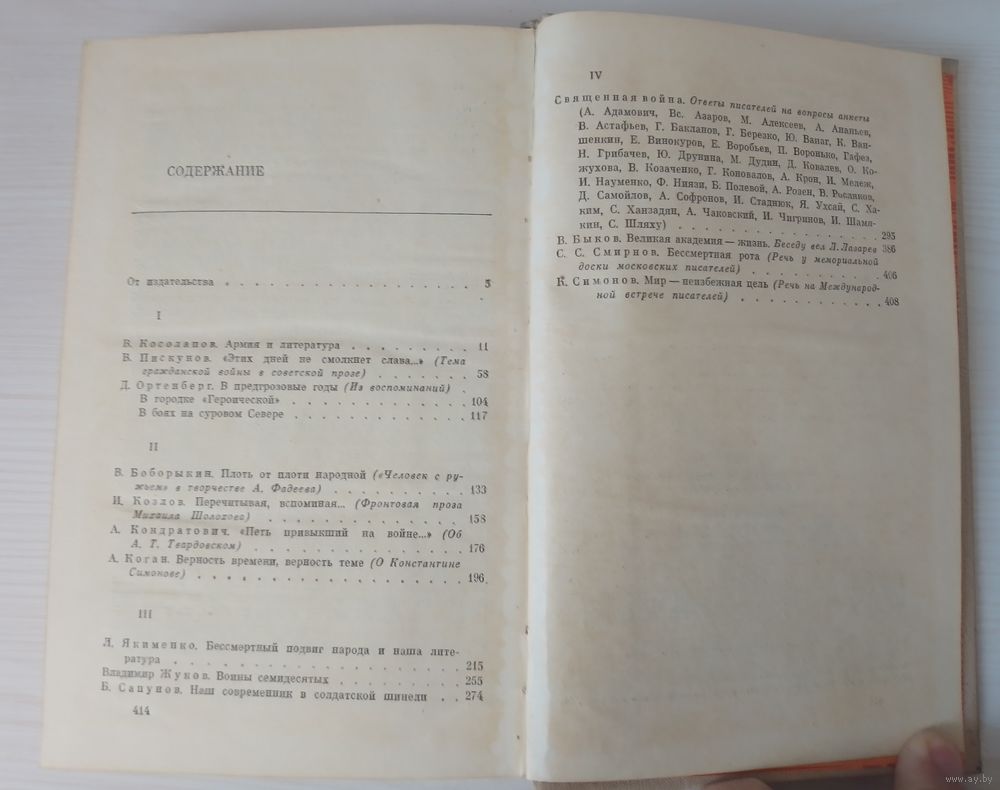 СОДЕРЖАНИЕ
От издательства . . . . . . . . . . . . . . . . . 5
I
В. Косолапов. Армия и литература . . . . . . . . . 11
В. Пискунов. «Этих дней не смолкнет слава...» (Тема
гражданской войны в советской прозе) . . . . . . 58
Д. Ортенберг. В предгрозовые годы (Из воспоминаний) .
В городке «Героической» . . . . . . . . . . . . 104
В боях на суровом Севере . . . . . . . . . . . 117
II
В. Боборыкин. Плоть от плоти народной («Человек с ру-
жьем» в творчестве А. Фадеева) . . . . . . . . 133
И. Козлов. Перечитывая, вспоминая... (Фронтовая проза
Михаила Шолохова) . . . . . . . . . . . . . 158
А. Кондратович. «Петь привыкший на войне...» (Об
А. Т. Твардовском) . . . . . . . . . . . . . 176
А. Коган. Верность времени, верность теме (О Константине
Симонове) . . . . . . . . . . . . . . . . . 196
III
Л. Якименко. Бессмертный подвиг народа и наша лите-
ратура . . . . . . . . . . . . . . . . . . 215
Владимир Жуков. Воины семидесятых . . . . . . . . . 255
Б. Сапунов. Наш современник в солдатской шинели . . 274
414
IV
Священная война. Ответы писателей на вопросы анкеты
(А. Адамович, Вс. Азаров, М. Алексеев, А. Ананьев,
В. Астафьев, Г. Бакланов, Г. Березко, Ю. Ванаг, К. Ван-
шенкин, Е. Винокуров, Е. Воробьев, П. Воронько, Гафез,
Н. Грибачев, Ю. Друнина, М. Дудин, Д. Ковалев, О. Ко-
жухова, В. Козаченко, Г. Коновалов, А. Крон, И. Мележ,
И. Науменко, Ф. Ниязи, Б. Полевой, А. Розен, В. Росляков,
Д. Самойлов, А. Софронов, И. Стаднюк, Я. Ухсай, С. Ха-
ким, С. Ханзадян, А. Чаковский, И. Чигринов, И. Шамя-
кин, С. Шляху) . . . . . . . . . . . . . . 295
В. Быков. Великая академия — жизнь. Беседу вел Л. Лазарев 386
С. С. Смирнов. Бессмертная рота (Речь у мемориальной
доски московских писателей) . . . . . . . . . 406
К. Симонов. Мир — неизбежная цель (Речь на Международ-
ной встрече писателей) . . . . . . . . . . . 408
www.ay.by